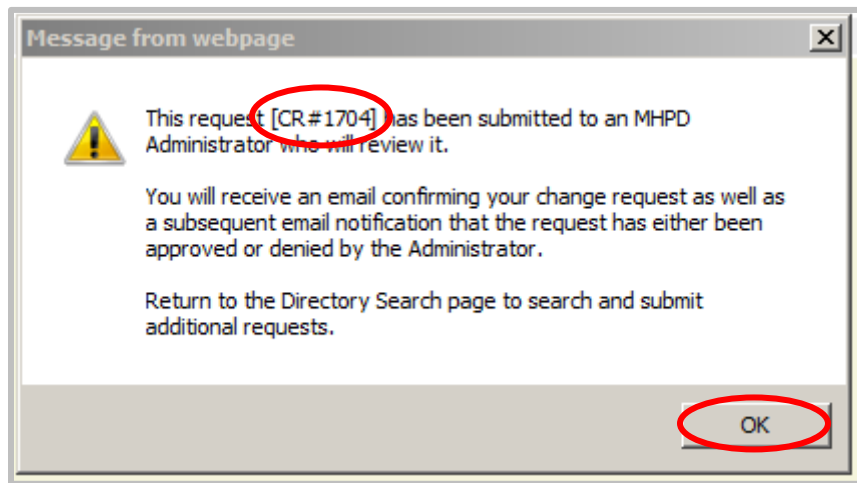 Message from webpage
This request [CR#1704] has been submitted to an MHPD
Administrator who will review it.
You will receive an email confirming your change request as well as
a subsequent email notification that the request has either been
approved or denied by the Administrator.
Return to the Directory Search page to search and submit
additional requests.
OK